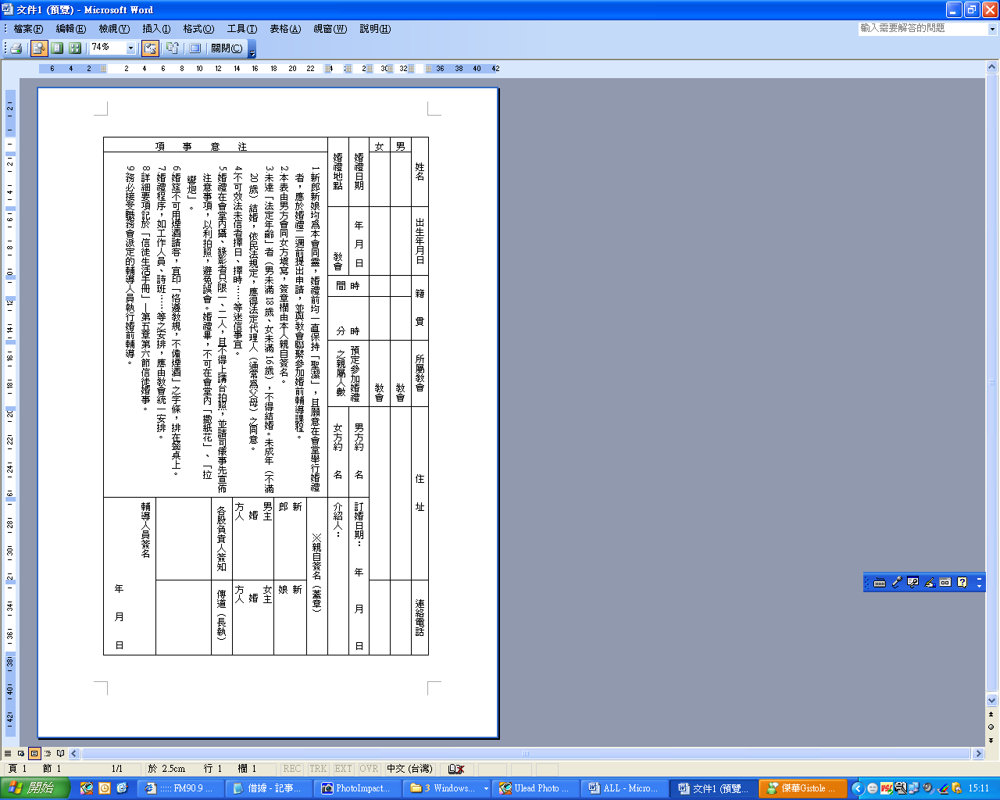 文件1 (預覽) - Microsoft Word
檔案(F) 編輯(E) 檢視(V) 插入(I) 格式(O) 工具(T) 表格(A) 視窗(W) 說明(H)
輸入需要解答的問題
74% 關閉(C)
6 4 2 2 4 6 8 10 12 14 16 18 20 22 24 2 30 32 36 38 40 42
姓名
出生年月日
籍貫
所屬教會
住址
連絡電話
男
教會
女
教會
婚禮日期
年 月 日
時間
時 分
預定參加婚禮之親屬人數
男方約 名
女方約 名
訂婚日期： 年 月 日
婚禮地點
教會
介紹人：
注意事項
1.新郎新娘均為本會同靈，婚禮前均一直保持「聖潔」，且願意在會堂舉行婚禮
者，應於婚禮二週前提出申請，並與教會聯繫參加婚前輔導課程。
2.本表由男方會同女方填寫，簽章欄由本人親自簽名。
3.未達「法定年齡」者（男未滿 18 歲、女未滿 16 歲），不得結婚。未成年（不滿
20 歲）結婚，依民法規定，應得法定代理人（通常為父母）之同意。
4.不可效法未信者擇日、擇時……等迷信事宜。
5.婚禮在會堂內攝、錄影者只限一、二人，且不得上講台拍照，並請司儀事先宣佈
注意事項，以利拍照，避免誤會。婚禮畢，不可在會堂內「撒紙花」、「拉
響炮」。
6.婚筵不可用煙酒請客，宜印「恪遵教規，不備煙酒」之字條，排在餐桌上。
7.婚禮程序，如工作人員、詩班……等之安排，應由教會統一安排。
8.詳細要項記於「信徒生活手冊」—第五章第六節信徒婚事。
9.務必接受職務會派定的輔導人員執行婚前輔導。
※親自簽名（蓋章）
新郎
新娘
男方主婚人
女方主婚人
各股負責人簽知
傳道（長執）
輔導人員簽名
年 月 日
頁 1 節 1 1/1 於 2.5cm 行 1 欄 1 REC TRK EXT OVR 中文 (台灣)
開始
::::: FM90.9 ...
借據 - 記事...
PhotoImpact...
3 Windows...
Ulead Photo ...
ALL - Micro...
文件1 (預覽...
傑華Gistole ...
15:11